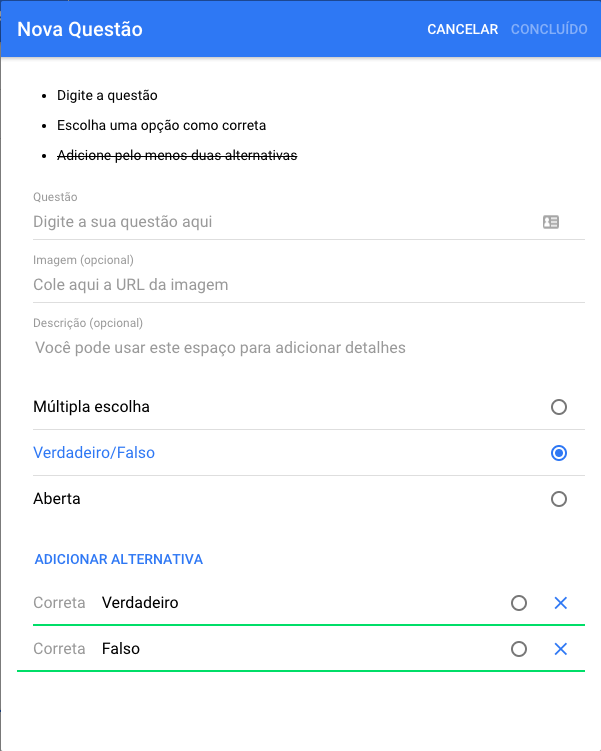 Nova Questão CANCELAR CONCLUÍDO
Digite a questão
Escolha uma opção como correta
Adicione pelo menos duas alternativas
Questão
Digite a sua questão aqui
Imagem (opcional)
Cole aqui a URL da imagem
Descrição (opcional)
Você pode usar este espaço para adicionar detalhes
Múltipla escolha
Verdadeiro/Falso
Aberta
ADICIONAR ALTERNATIVA
Correta Verdadeiro
Correta Falso